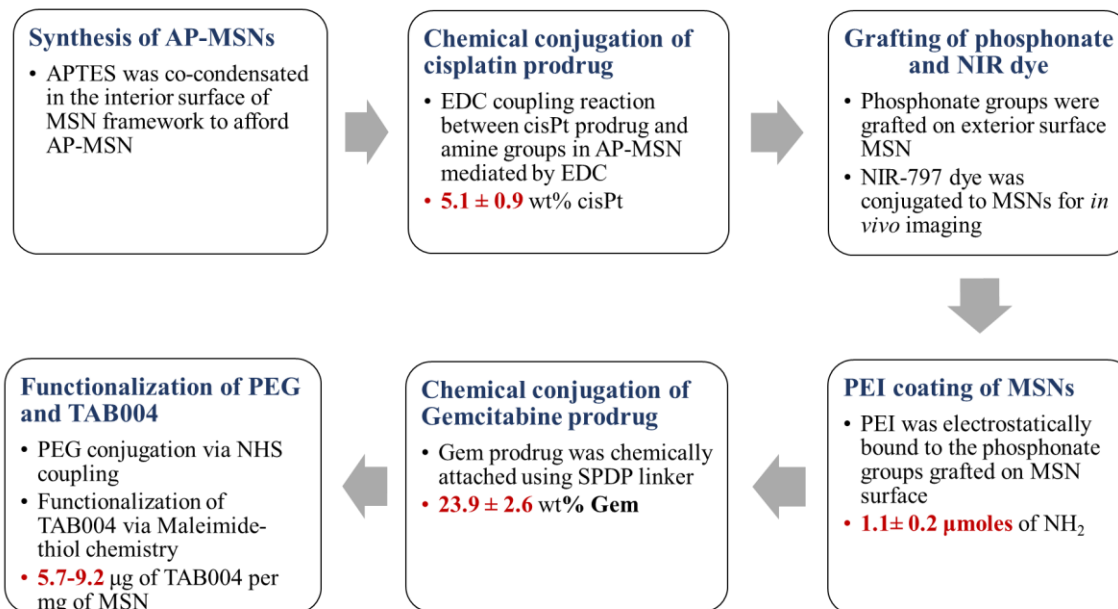 Synthesis of AP-MSNs
• APTES was co-condensated
in the interior surface of
MSN framework to afford
AP-MSN
Chemical conjugation of
cisplatin prodrug
• EDC coupling reaction
between cisPt prodrug and
amine groups in AP-MSN
mediated by EDC
• 5.1 ± 0.9 wt% cisPt
Grafting of phosphonate
and NIR dye
• Phosphonate groups were
grafted on exterior surface
MSN
• NIR-797 dye was
conjugated to MSNs for in
vivo imaging
PEI coating of MSNs
• PEI was electrostatically
bound to the phosphonate
groups grafted on MSN
surface
• 1.1± 0.2 μmoles of NH₂
Chemical conjugation of
Gemcitabine prodrug
• Gem prodrug was chemically
attached using SPDP linker
• 23.9 ± 2.6 wt% Gem
Functionalization of PEG
and TAB004
• PEG conjugation via NHS
coupling
• Functionalization of
TAB004 via Maleimide-
thiol chemistry
• 5.7-9.2 μg of TAB004 per
mg of MSN